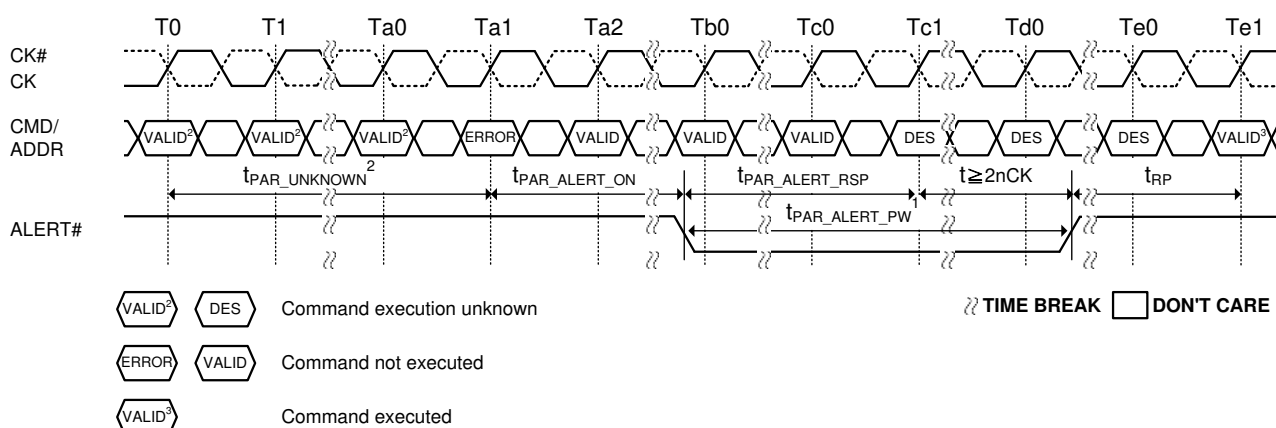 T0 T1 Ta0 Ta1 Ta2 Tb0 Tc0 Tc1 Td0 Te0 Te1
CK#
CK
CMD/
ADDR
VALID² VALID² VALID² ERROR VALID VALID VALID DES DES DES VALID³
tPAR_UNKNOWN² tPAR_ALERT_ON tPAR_ALERT_RSP t≧2nCK tRP
tPAR_ALERT_PW¹
ALERT#
VALID² DES Command execution unknown
TIME BREAK DON'T CARE
ERROR VALID Command not executed
VALID³ Command executed